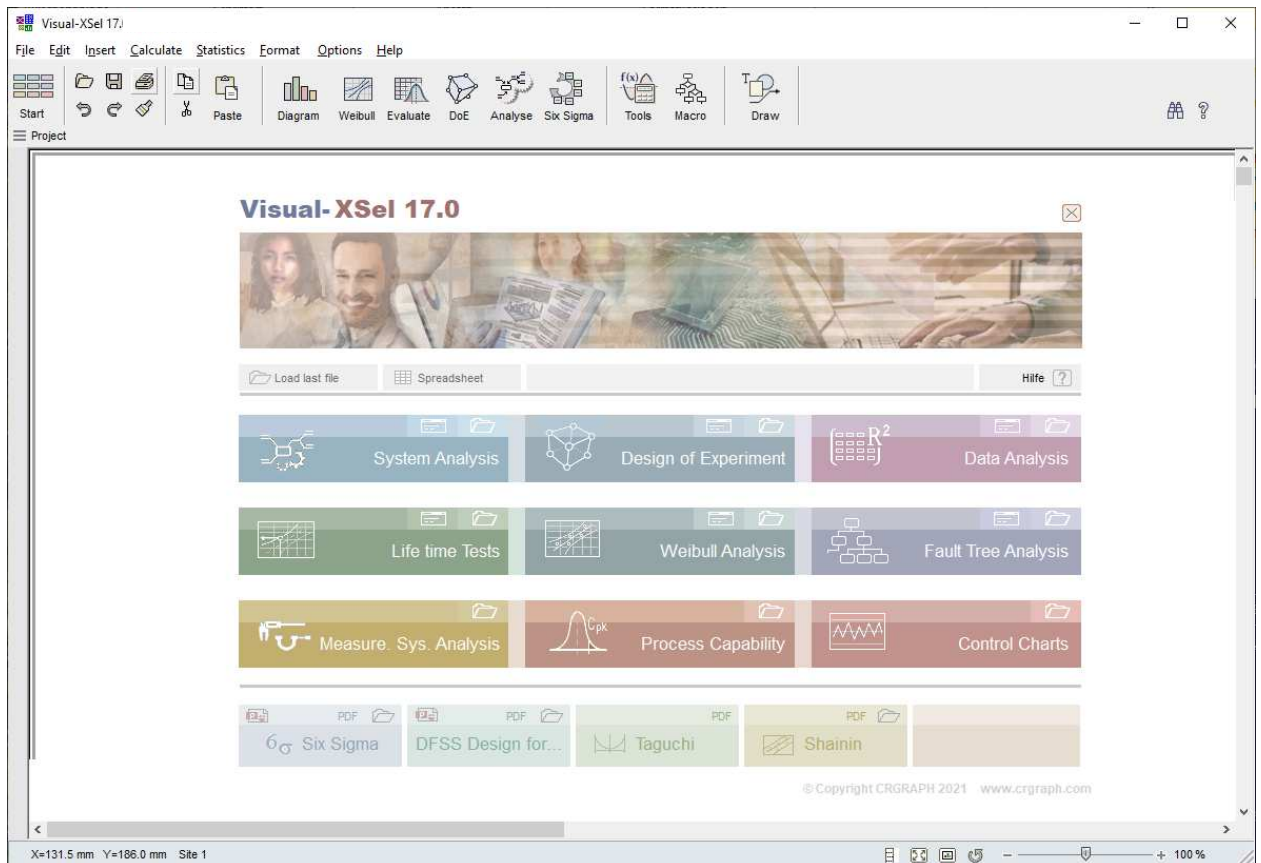 Visual-XSel 17.
File Edit Insert Calculate Statistics Format Options Help
Start Paste Diagram Weibull Evaluate DoE Analyse Six Sigma Tools Macro Draw
f(x)
T
?
Project
Visual-XSel 17.0
Load last file Spreadsheet Hilfe ?
System Analysis Design of Experiment R² Data Analysis
Life time Tests Weibull Analysis Fault Tree Analysis
Measure. Sys. Analysis Cpk Process Capability Control Charts
PDF PDF PDF PDF
6σ Six Sigma DFSS Design for... Taguchi Shainin
© Copyright CRGRAPH 2021 www.crgraph.com
X=131.5 mm Y=186.0 mm Site 1 100 %